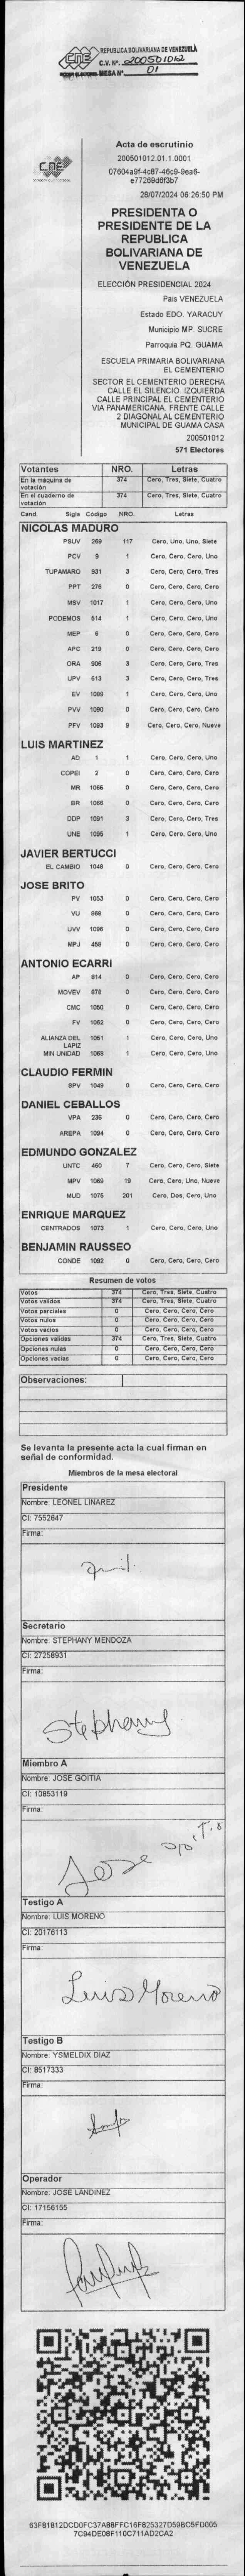 REPUBLICA BOLIVARIANA DE VENEZUELA
C.V. Nº. 200501012
MESA Nº 01
CNE
PODER ELECTORAL
CNE
Acta de escrutinio
200501012.01.1.0001
07604a9f-4c87-46c9-9ea6-
e77269d6f3b7
28/07/2024 06:26:50 PM
PRESIDENTA O
PRESIDENTE DE LA
REPUBLICA
BOLIVARIANA DE
VENEZUELA
ELECCIÓN PRESIDENCIAL 2024
Pais VENEZUELA
Estado EDO. YARACUY
Municipio MP. SUCRE
Parroquia PQ. GUAMA
ESCUELA PRIMARIA BOLIVARIANA
EL CEMENTERIO
SECTOR EL CEMENTERIO DERECHA
CALLE EL SILENCIO. IZQUIERDA
CALLE PRINCIPAL EL CEMENTERIO
VIA PANAMERICANA. FRENTE CALLE
2 DIAGONAL AL CEMENTERIO
MUNICIPAL DE GUAMA CASA
200501012
571 Electores
Votantes NRO. Letras
En la máquina de votación 374 Cero, Tres, Siete, Cuatro
En el cuaderno de votación 374 Cero, Tres, Siete, Cuatro
Cand. Sigla Código NRO. Letras
NICOLAS MADURO
PSUV 269 117 Cero, Uno, Uno, Siete
PCV 9 1 Cero, Cero, Cero, Uno
TUPAMARO 931 3 Cero, Cero, Cero, Tres
PPT 276 0 Cero, Cero, Cero, Cero
MSV 1017 1 Cero, Cero, Cero, Uno
PODEMOS 514 1 Cero, Cero, Cero, Uno
MEP 6 0 Cero, Cero, Cero, Cero
APC 219 0 Cero, Cero, Cero, Cero
ORA 906 3 Cero, Cero, Cero, Tres
UPV 613 3 Cero, Cero, Cero, Tres
EV 1089 1 Cero, Cero, Cero, Uno
PVV 1090 0 Cero, Cero, Cero, Cero
PFV 1093 9 Cero, Cero, Cero, Nueve
LUIS MARTINEZ
AD 1 1 Cero, Cero, Cero, Uno
COPEI 2 0 Cero, Cero, Cero, Cero
MR 1066 0 Cero, Cero, Cero, Cero
BR 1068 0 Cero, Cero, Cero, Cero
DDP 1091 3 Cero, Cero, Cero, Tres
UNE 1095 1 Cero, Cero, Cero, Uno
JAVIER BERTUCCI
EL CAMBIO 1048 0 Cero, Cero, Cero, Cero
JOSE BRITO
PV 1053 0 Cero, Cero, Cero, Cero
VU 868 0 Cero, Cero, Cero, Cero
UVV 1096 0 Cero, Cero, Cero, Cero
MPJ 458 0 Cero, Cero, Cero, Cero
ANTONIO ECARRI
AP 814 0 Cero, Cero, Cero, Cero
MOVEV 878 0 Cero, Cero, Cero, Cero
CMC 1050 0 Cero, Cero, Cero, Cero
FV 1062 0 Cero, Cero, Cero, Cero
ALIANZA DEL LAPIZ 1051 1 Cero, Cero, Cero, Uno
MIN UNIDAD 1068 1 Cero, Cero, Cero, Uno
CLAUDIO FERMIN
SPV 1049 0 Cero, Cero, Cero, Cero
DANIEL CEBALLOS
VPA 236 0 Cero, Cero, Cero, Cero
AREPA 1094 0 Cero, Cero, Cero, Cero
EDMUNDO GONZALEZ
UNTC 460 7 Cero, Cero, Cero, Siete
MPV 1069 19 Cero, Cero, Uno, Nueve
MUD 1075 201 Cero, Dos, Cero, Uno
ENRIQUE MARQUEZ
CENTRADOS 1073 1 Cero, Cero, Cero, Uno
BENJAMIN RAUSSEO
CONDE 1092 0 Cero, Cero, Cero, Cero
Resumen de votos
Votos 374 Cero, Tres, Siete, Cuatro
Votos validos 374 Cero, Tres, Siete, Cuatro
Votos parciales 0 Cero, Cero, Cero, Cero
Votos nulos 0 Cero, Cero, Cero, Cero
Votos vacios 0 Cero, Cero, Cero, Cero
Opciones validas 374 Cero, Tres, Siete, Cuatro
Opciones nulas 0 Cero, Cero, Cero, Cero
Opciones vacias 0 Cero, Cero, Cero, Cero
Observaciones:
Se levanta la presente acta la cual firman en
señal de conformidad.
Miembros de la mesa electoral
Presidente
Nombre: LEONEL LINAREZ
CI: 7552647
Firma:
Secretario
Nombre: STEPHANY MENDOZA
CI: 27258931
Firma:
Stephany
Miembro A
Nombre: JOSE GOITIA
CI: 10853119
Firma:
Jose
Testigo A
Nombre: LUIS MORENO
CI: 20176113
Firma:
Luis Moreno
Testigo B
Nombre: YSMELDIX DIAZ
CI: 8517333
Firma:
Operador
Nombre: JOSE LANDINEZ
CI: 17156155
Firma:
63F81812DCD0FC37A88FFC16F825327D59BC5FD005
7C94DE08F110C711AD2CA2